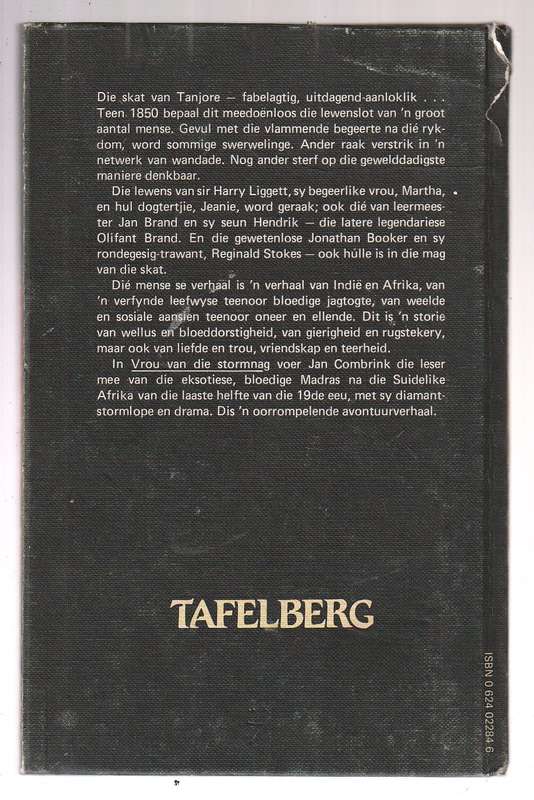 Die skat van Tanjore — fabelagtig, uitdagend-aanloklik . . .
Teen 1850 bepaal dit meedoënloos die lewenslot van 'n groot
aantal mense. Gevul met die vlammende begeerte na dié ryk-
dom, word sommige swerwelinge. Ander raak verstrik in 'n
netwerk van wandade. Nog ander sterf op die gewelddadigste
maniere denkbaar.
Die lewens van sir Harry Liggett, sy begeerlike vrou, Martha,
en hul dogtertjie, Jeanie, word geraak; ook dié van leermees-
ter Jan Brand en sy seun Hendrik — die latere legendariese
Olifant Brand. En die gewetenlose Jonathan Booker en sy
rondegesig-trawant, Reginald Stokes — ook húlle is in die mag
van die skat.
Dié mense se verhaal is 'n verhaal van Indië en Afrika, van
'n verfynde leefwyse teenoor bloedige jagtogte, van weelde
en sosiale aansien teenoor oneer en ellende. Dit is 'n storie
van wellus en bloeddorstigheid, van gierigheid en rugstekery,
maar ook van liefde en trou, vriendskap en teerheid.
In Vrou van die stormnag voer Jan Combrink die leser
mee van die eksotiese, bloedige Madras na die Suidelike
Afrika van die laaste helfte van die 19de eeu, met sy diamant-
stormlope en drama. Dis 'n oorrompelende avontuurverhaal.
TAFELBERG
ISBN 0 624 02284 6